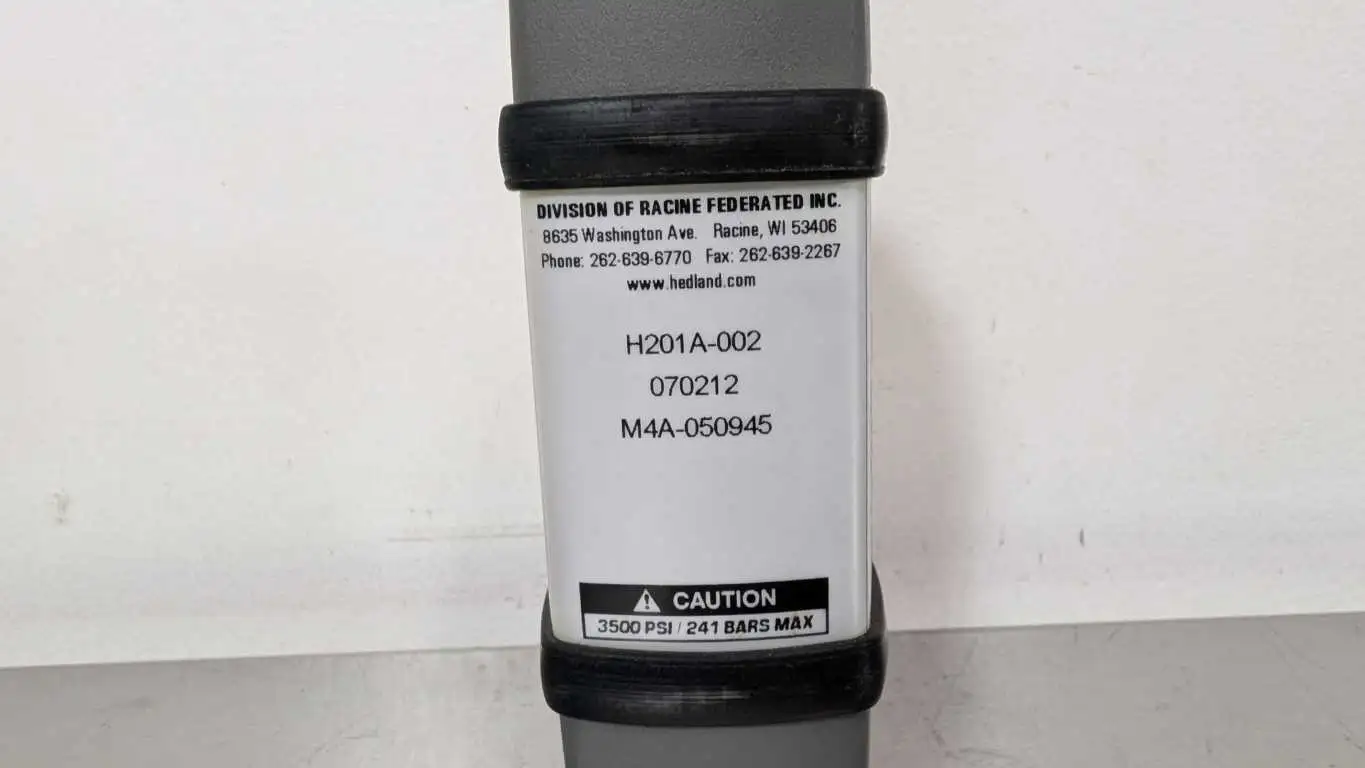 DIVISION OF RACINE FEDERATED INC.
8635 Washington Ave. Racine, WI 53406
Phone: 262-639-6770 Fax: 262-639-2267
www.hedland.com
H201A-002
070212
M4A-050945
CAUTION
3500 PSI / 241 BARS MAX